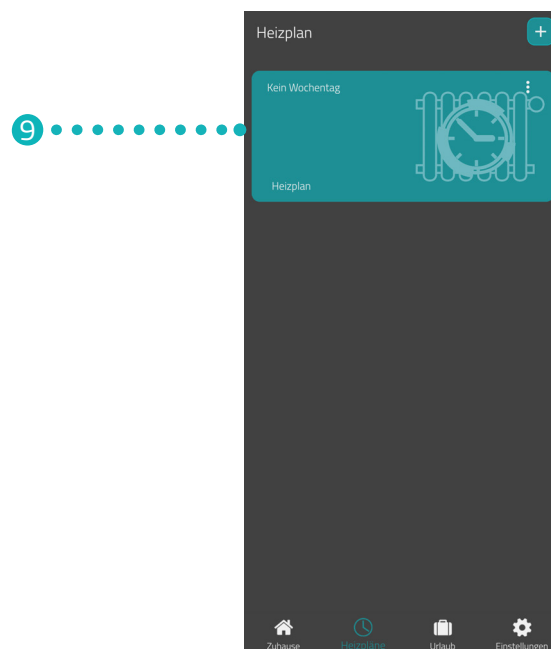 Heizplan
+
Kein Wochentag
9
Heizplan
Zuhause Heizpläne Urlaub Einstellungen